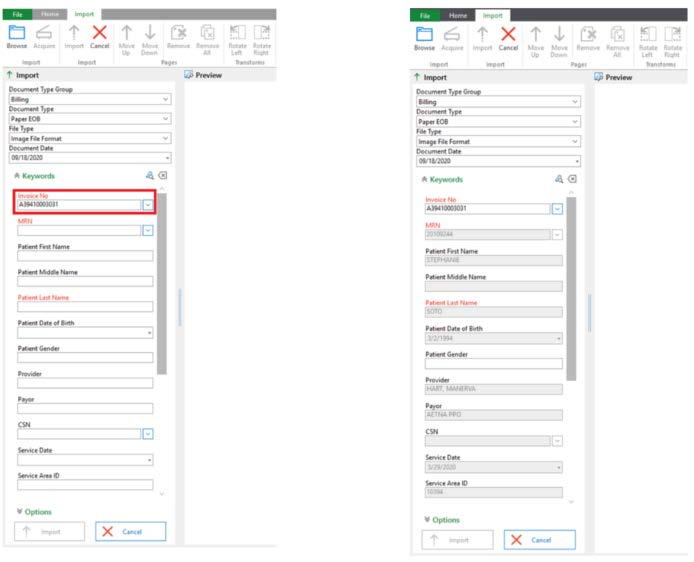 File Home Import
Browse Acquire Import Cancel Move Up Move Down Remove Remove All Rotate Left Rotate Right
Import Import Pages Transforms
Import Preview
Document Type Group
Billing
Document Type
Paper EOB
File Type
Image File Format
Document Date
09/18/2020
Keywords
Invoice No
A39410003031
MRN
Patient First Name
Patient Middle Name
Patient Last Name
Patient Date of Birth
Patient Gender
Provider
Payor
CSN
Service Date
Service Area ID
Options
Import Cancel
File Home Import
Browse Acquire Import Cancel Move Up Move Down Remove Remove All Rotate Left Rotate Right
Import Import Pages Transforms
Import Preview
Document Type Group
Billing
Document Type
Paper EOB
File Type
Image File Format
Document Date
09/18/2020
Keywords
Invoice No
A39410003031
MRN
20109244
Patient First Name
STEPHANIE
Patient Middle Name
Patient Last Name
SOTO
Patient Date of Birth
3/2/1994
Patient Gender
Provider
HART, MANERVA
Payor
AETNA PPO
CSN
Service Date
3/29/2020
Service Area ID
10394
Options
Import Cancel